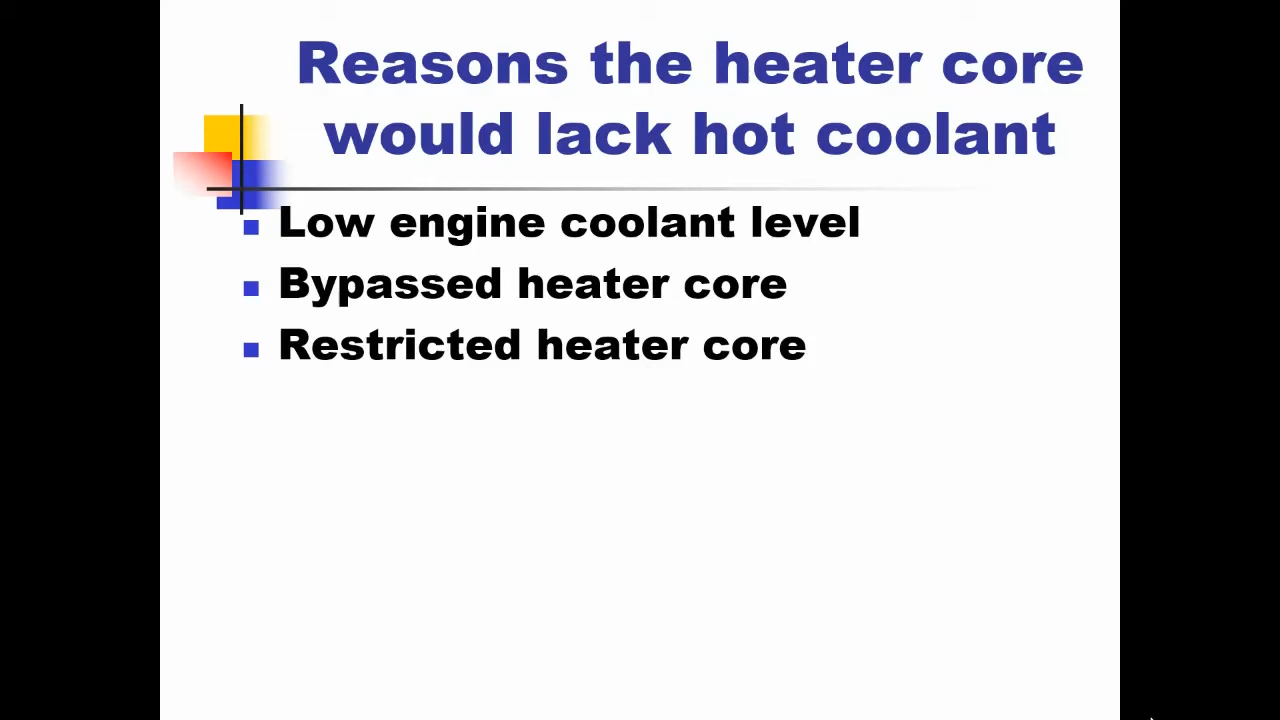 Reasons the heater core
would lack hot coolant
Low engine coolant level
Bypassed heater core
Restricted heater core